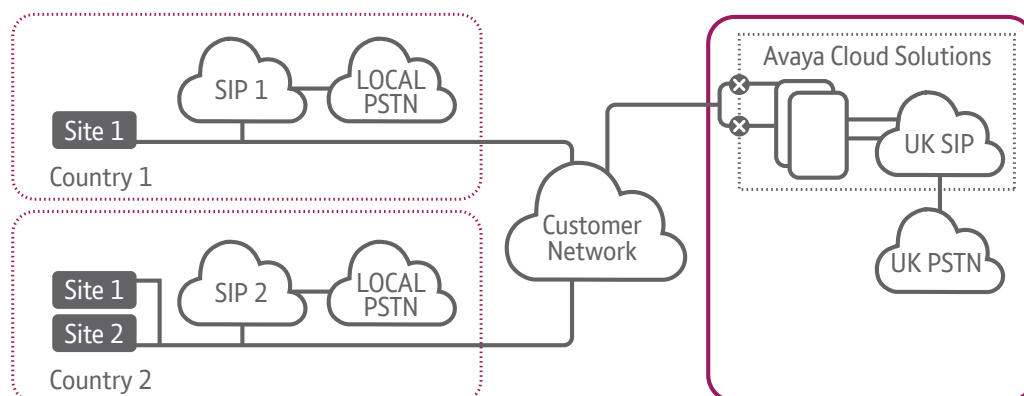 SIP 1
LOCAL
PSTN
Site 1
Country 1
Site 1
Site 2
SIP 2
LOCAL
PSTN
Country 2
Customer
Network
Avaya Cloud Solutions
UK SIP
UK PSTN